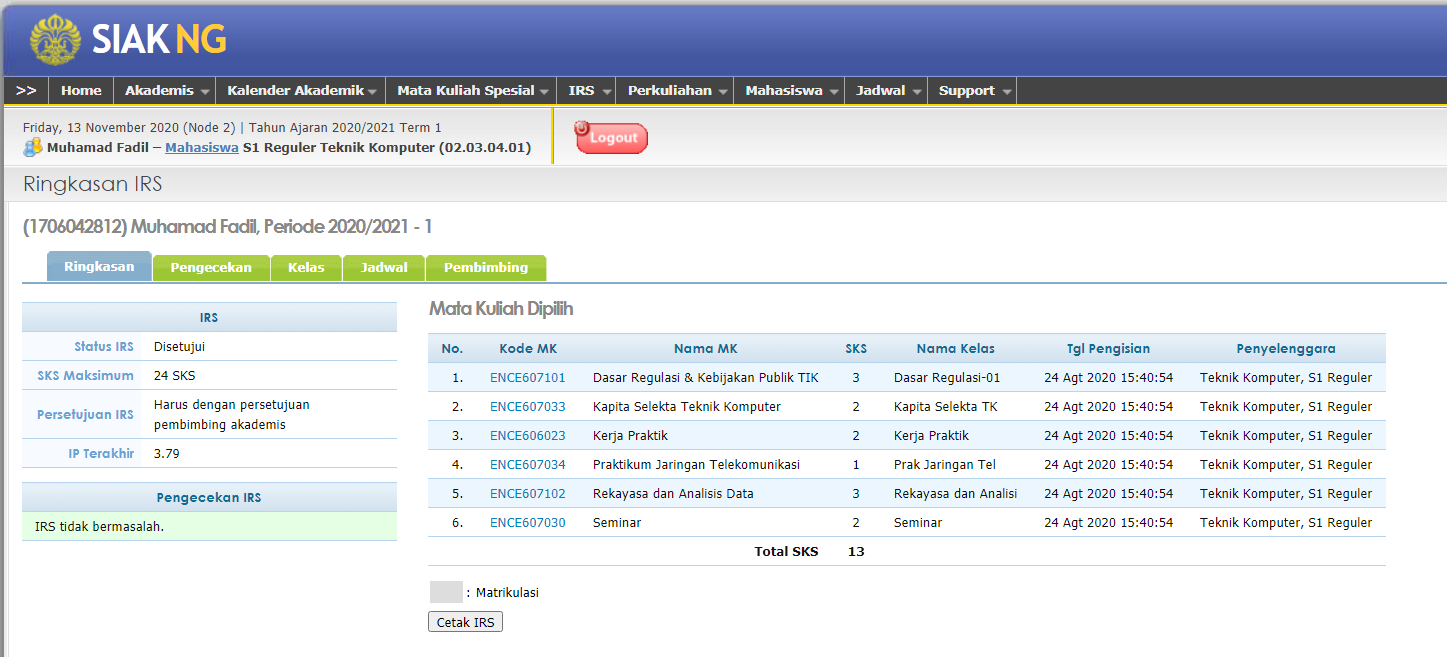 SIAK NG
>> Home Akademis Kalender Akademik Mata Kuliah Spesial IRS Perkuliahan Mahasiswa Jadwal Support
Friday, 13 November 2020 (Node 2) | Tahun Ajaran 2020/2021 Term 1
Muhamad Fadil – Mahasiswa S1 Reguler Teknik Komputer (02.03.04.01)
Logout
Ringkasan IRS
(1706042812) Muhamad Fadil, Periode 2020/2021 - 1
Ringkasan Pengecekan Kelas Jadwal Pembimbing
IRS
Status IRS Disetujui
SKS Maksimum 24 SKS
Persetujuan IRS Harus dengan persetujuan
pembimbing akademis
IP Terakhir 3.79
Pengecekan IRS
IRS tidak bermasalah.
Mata Kuliah Dipilih
No. Kode MK Nama MK SKS Nama Kelas Tgl Pengisian Penyelenggara
1. ENCE607101 Dasar Regulasi & Kebijakan Publik TIK 3 Dasar Regulasi-01 24 Agt 2020 15:40:54 Teknik Komputer, S1 Reguler
2. ENCE607033 Kapita Selekta Teknik Komputer 2 Kapita Selekta TK 24 Agt 2020 15:40:54 Teknik Komputer, S1 Reguler
3. ENCE606023 Kerja Praktik 2 Kerja Praktik 24 Agt 2020 15:40:54 Teknik Komputer, S1 Reguler
4. ENCE607034 Praktikum Jaringan Telekomunikasi 1 Prak Jaringan Tel 24 Agt 2020 15:40:54 Teknik Komputer, S1 Reguler
5. ENCE607102 Rekayasa dan Analisis Data 3 Rekayasa dan Analisi 24 Agt 2020 15:40:54 Teknik Komputer, S1 Reguler
6. ENCE607030 Seminar 2 Seminar 24 Agt 2020 15:40:54 Teknik Komputer, S1 Reguler
Total SKS 13
: Matrikulasi
Cetak IRS